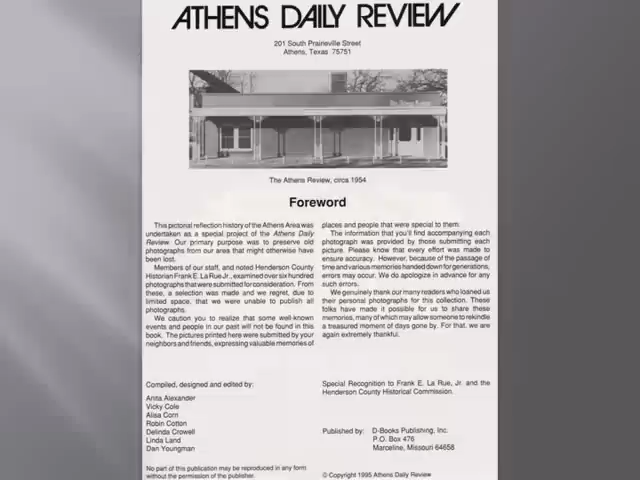 ATHENS DAILY REVIEW
201 South Prairieville Street
Athens, Texas 75751
The Athens Review, circa 1954
Foreword
This pictorial reflection history of the Athens Area was
undertaken as a special project of the Athens Daily
Review. Our primary purpose was to preserve old
photographs from our area that might otherwise have
been lost.
Members of our staff, and noted Henderson County
Historian Frank E. La Rue Jr., examined over six hundred
photographs that were submitted for consideration. From
these, a selection was made and we regret, due to
limited space, that we were unable to publish all
photographs.
We caution you to realize that some well-known
events and people in our past will not be found in this
book. The pictures printed here were submitted by your
neighbors and friends, expressing valuable memories of
places and people that were special to them.
The information that you'll find accompanying each
photograph was provided by those submitting each
picture. Please know that every effort was made to
ensure accuracy. However, because of the passage of
time and various memories handed down for generations,
errors may occur. We do apologize in advance for any
such errors.
We genuinely thank our many readers who loaned us
their personal photographs for this collection. These
folks have made it possible for us to share these
memories, many of which may allow someone to rekindle
a treasured moment of days gone by. For that, we are
again extremely thankful.
Compiled, designed and edited by:
Anita Alexander
Vicky Cole
Alisa Corn
Robin Cotton
Delinda Crowell
Linda Land
Dan Youngman
Special Recognition to Frank E. La Rue, Jr. and the
Henderson County Historical Commission.
Published by: D-Books Publishing, Inc.
P.O. Box 476
Marceline, Missouri 64658
No part of this publication may be reproduced in any form
without the permission of the publisher.
© Copyright 1995 Athens Daily Review